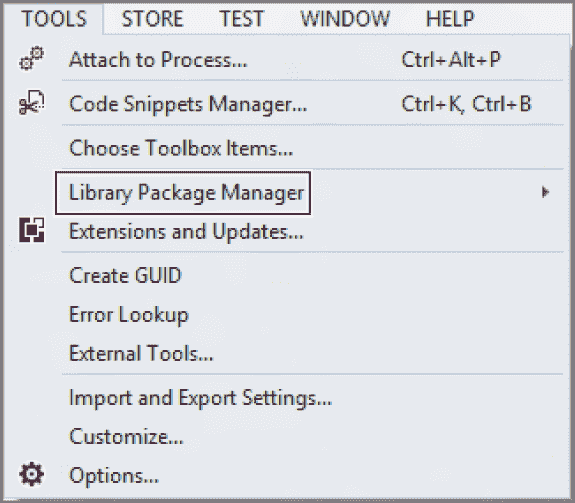 TOOLS STORE TEST WINDOW HELP
Attach to Process... Ctrl+Alt+P
Code Snippets Manager... Ctrl+K, Ctrl+B
Choose Toolbox Items...
Library Package Manager
Extensions and Updates...
Create GUID
Error Lookup
External Tools...
Import and Export Settings...
Customize...
Options...